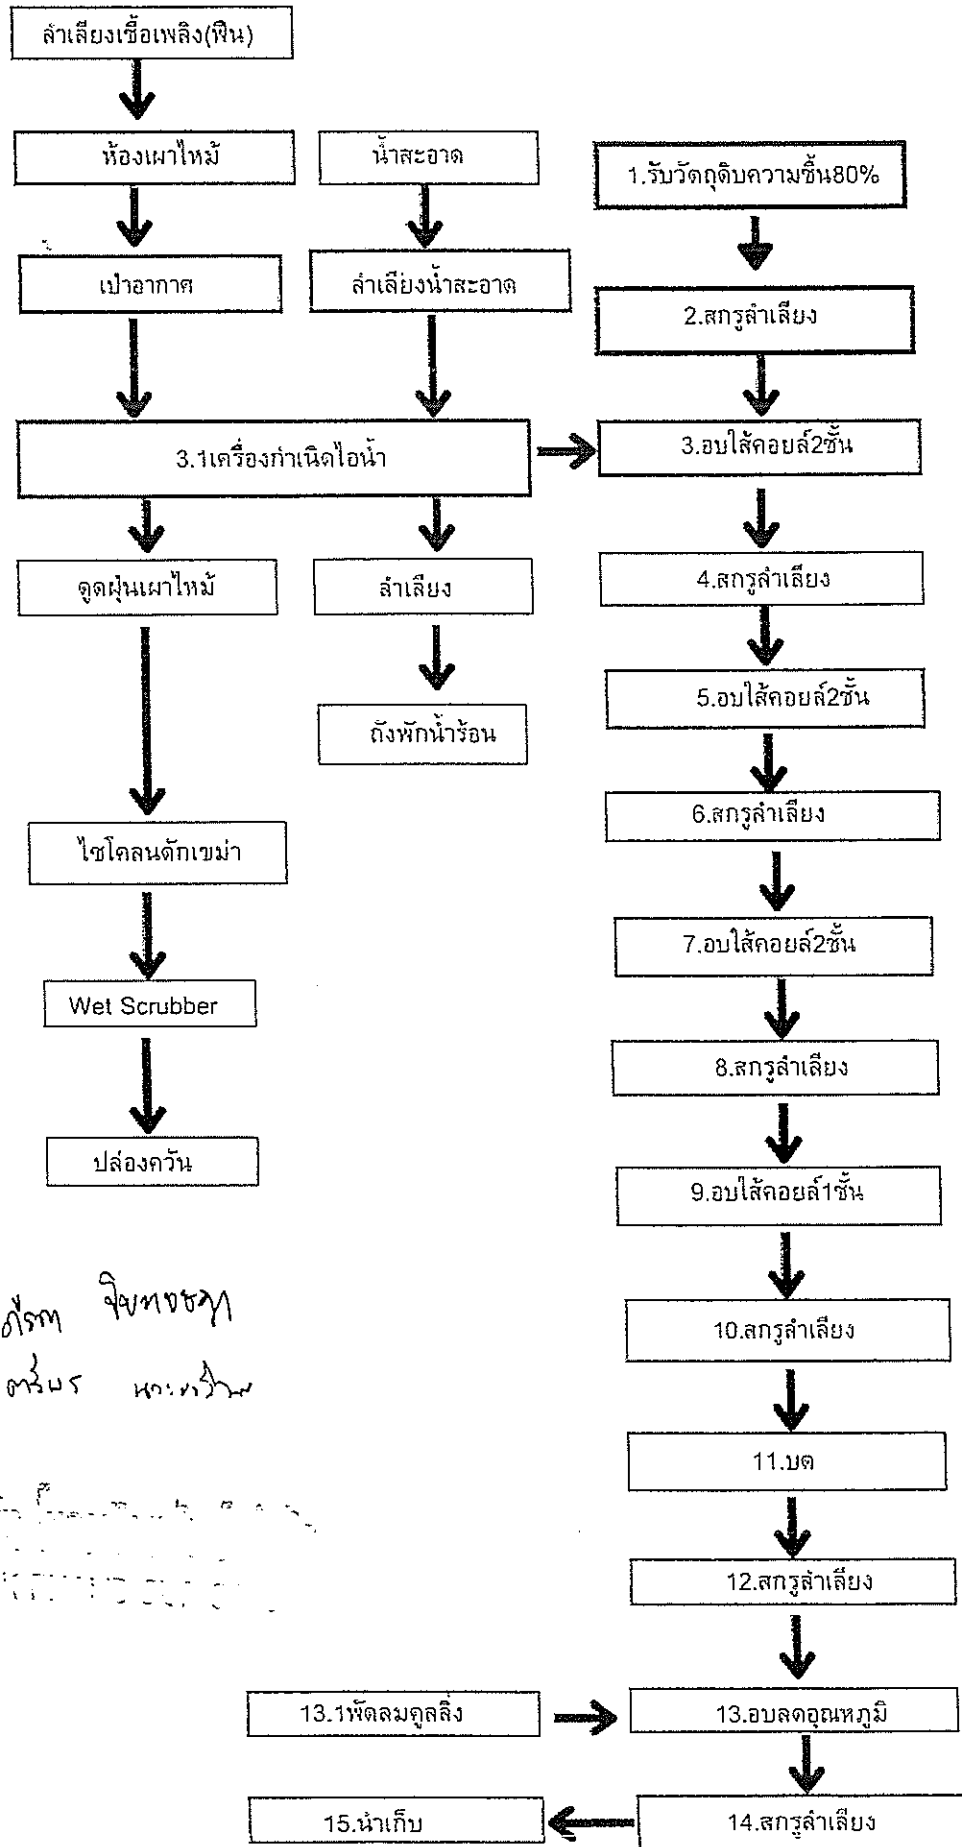 ลำเลียงเชื้อเพลิง(ฟืน)
ห้องเผาไหม้
น้ำสะอาด
1.รับวัตถุดิบความชื้น80%
เป่าอากาศ
ลำเลียงน้ำสะอาด
2.สกรูลำเลียง
3.1เครื่องกำเนิดไอน้ำ
3.อบใส้คอยล์2ชั้น
ดูดฝุ่นเผาไหม้
ลำเลียง
4.สกรูลำเลียง
ถังพักน้ำร้อน
5.อบใส้คอยล์2ชั้น
6.สกรูลำเลียง
ไซโคลนดักเขม่า
7.อบใส้คอยล์2ชั้น
Wet Scrubber
8.สกรูลำเลียง
ปล่องควัน
9.อบใส้คอยล์1ชั้น
10.สกรูลำเลียง
11.บด
12.สกรูลำเลียง
13.1พัดลมคูลลิ่ง
13.อบลดอุณหภูมิ
15.นำเก็บ
14.สกรูลำเลียง